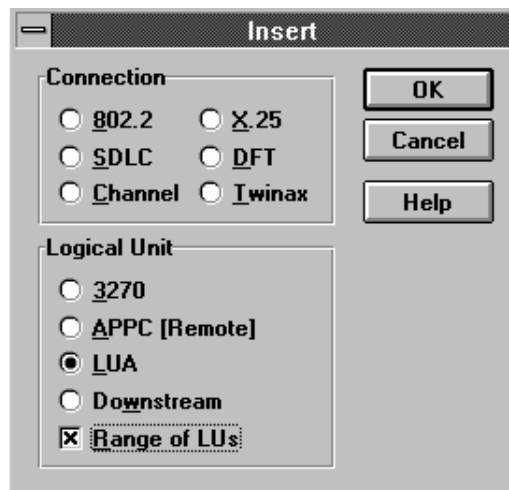 Insert
Connection
802.2
X.25
SDLC
DFT
Channel
Twinax
OK
Cancel
Help
Logical Unit
3270
APPC [Remote]
LUA
Downstream
Range of LUs